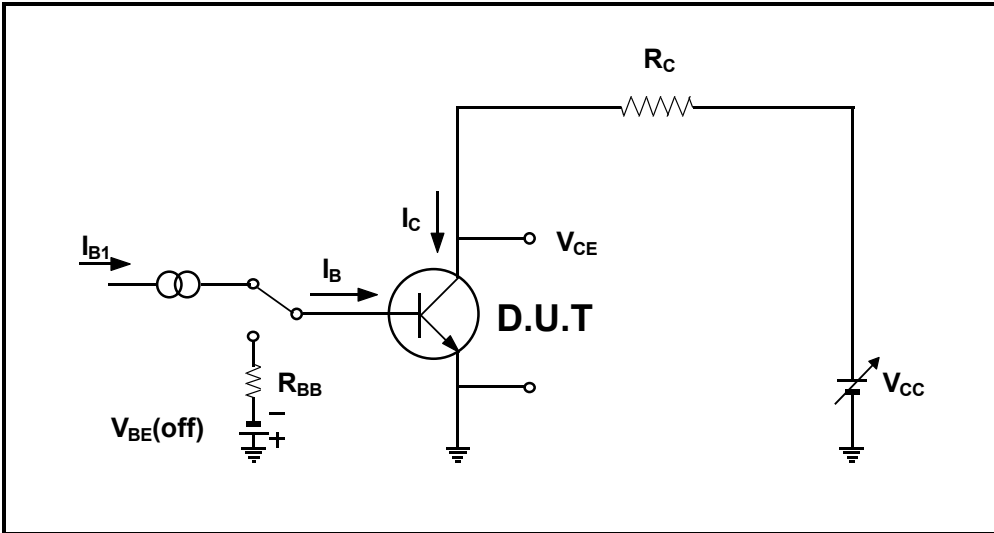 R_C
I_C
V_CE
I_B1
I_B
D.U.T
R_BB
V_CC
V_BE(off)
−
+